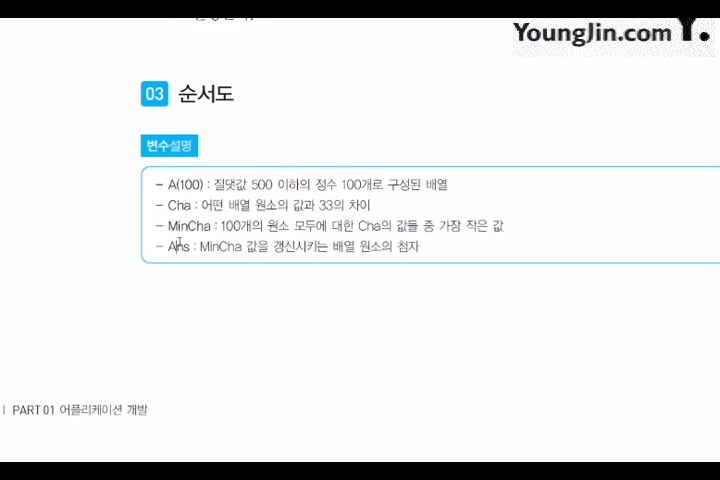 YoungJin.com Y.
03 순서도
변수설명
- A(100) : 절댓값 500 이하의 정수 100개로 구성된 배열
- Cha : 어떤 배열 원소의 값과 33의 차이
- MinCha : 100개의 원소 모두에 대한 Cha의 값들 중 가장 작은 값
- Ans : MinCha 값을 갱신시키는 배열 원소의 첨자
| PART 01 어플리케이션 개발